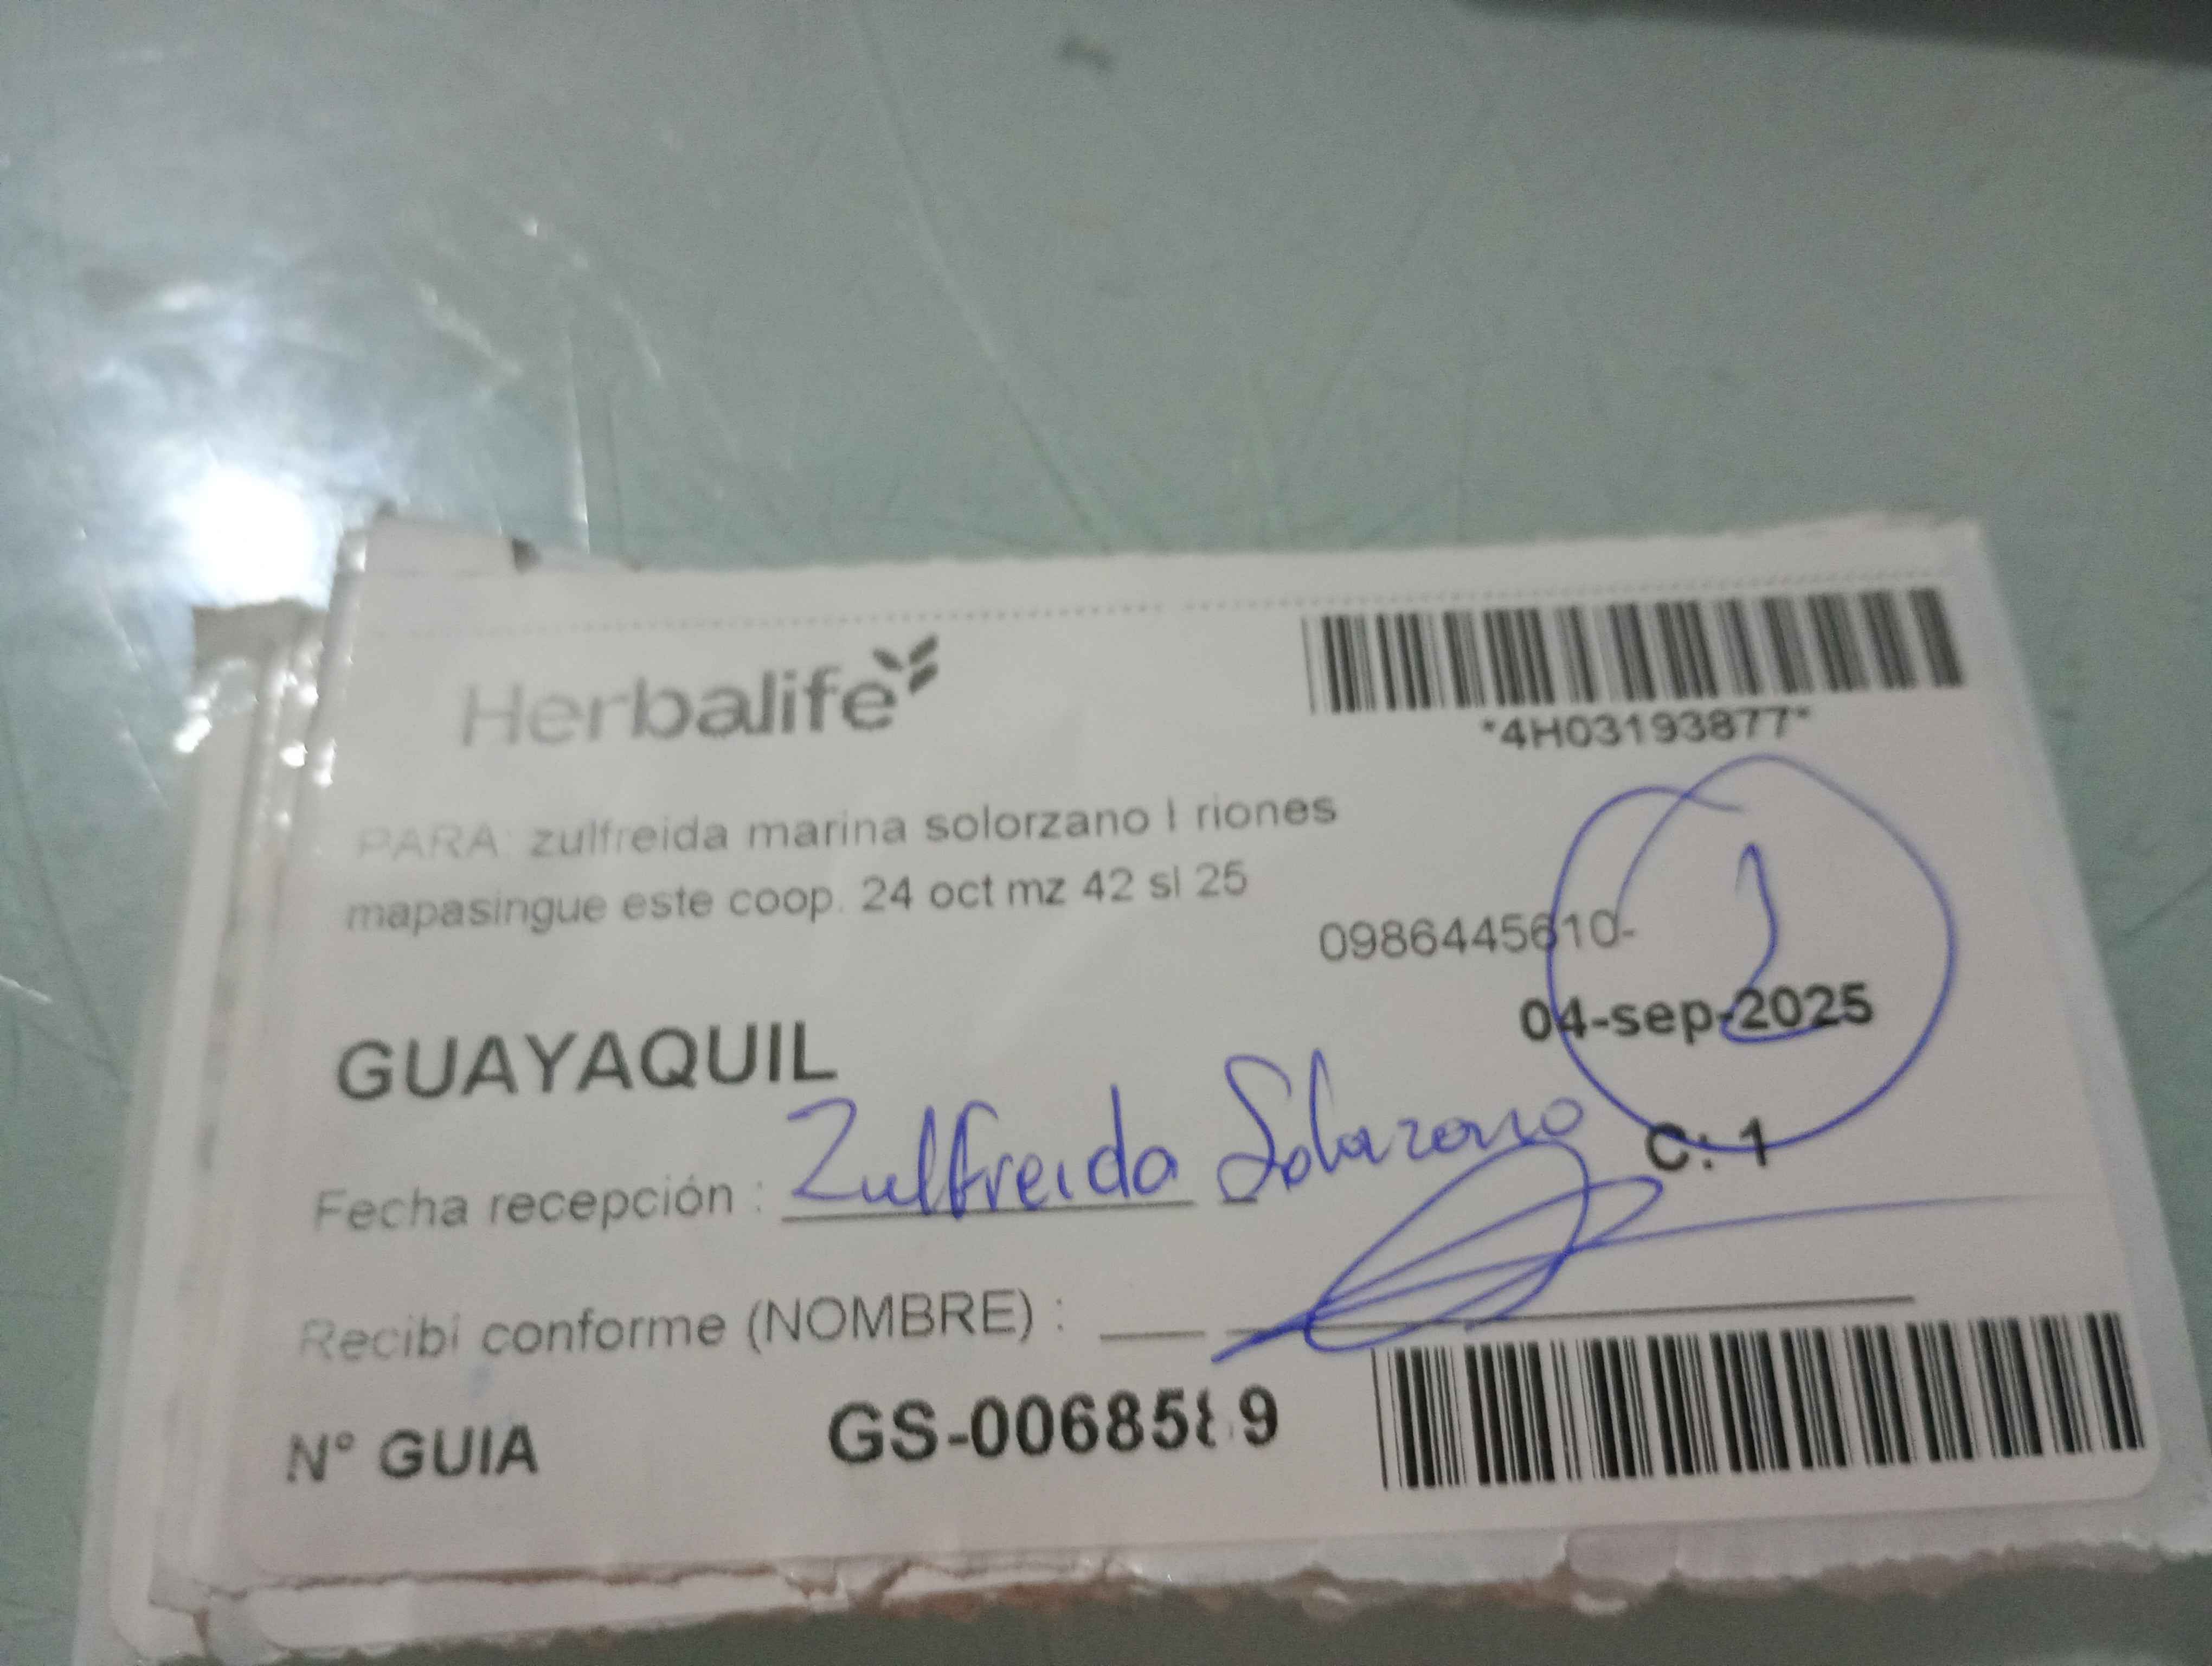 Herbalife
*4H03193877*
PARA: zulfreida marina solorzano riones
mapasingue este coop. 24 oct mz 42 sl 25
0986445610-
1
04-sep-2025
GUAYAQUIL
C: 1
Fecha recepción : Zulfreida Solorzano
Recibi conforme (NOMBRE) :
N° GUIA